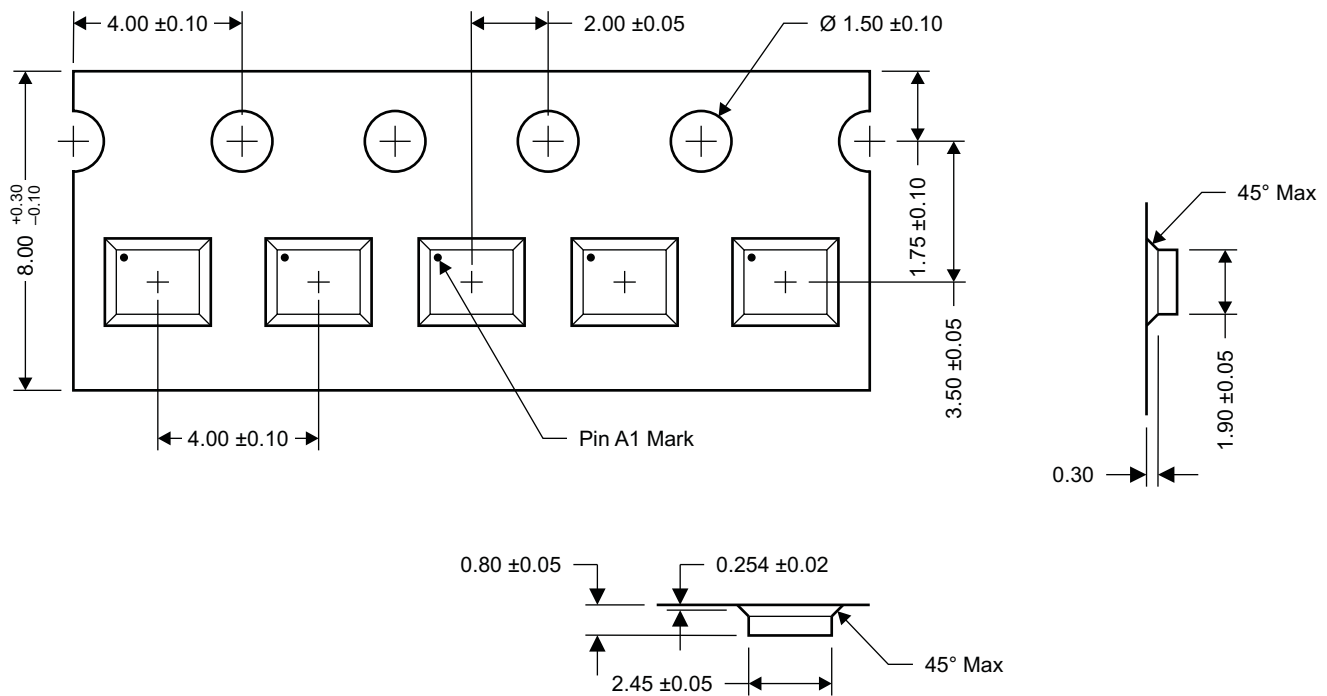 4.00 ±0.10
2.00 ±0.05
Ø 1.50 ±0.10
8.00 +0.30 –0.10
1.75 ±0.10
3.50 ±0.05
45° Max
1.90 ±0.05
0.30
4.00 ±0.10
Pin A1 Mark
0.80 ±0.05
0.254 ±0.02
45° Max
2.45 ±0.05